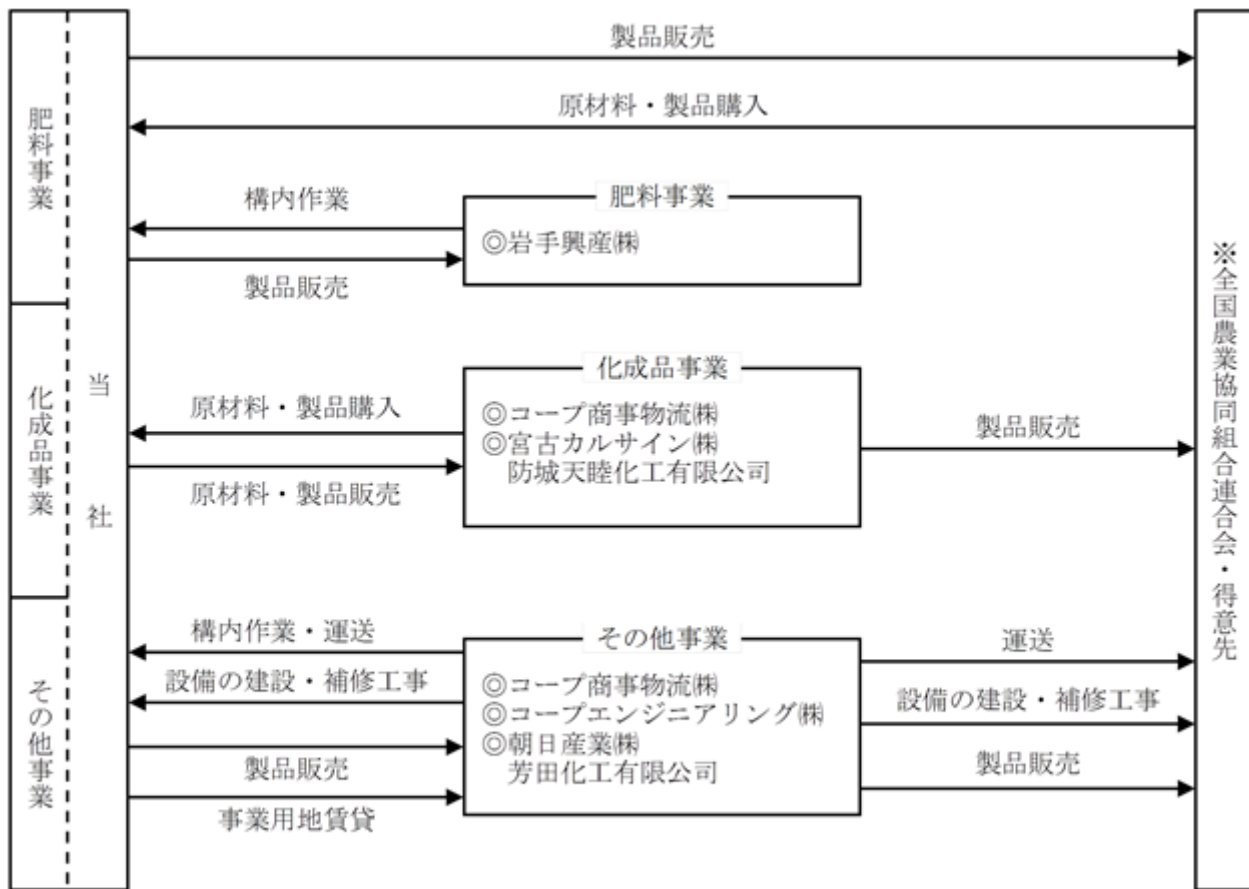 肥料事業
化成品事業
その他事業
当社
製品販売
原材料・製品購入
構内作業
製品販売
肥料事業
◎岩手興産㈱
原材料・製品購入
原材料・製品販売
化成品事業
◎コープ商事物流㈱
◎宮古カルサイン㈱
防城天睦化工有限公司
製品販売
構内作業・運送
設備の建設・補修工事
製品販売
事業用地賃貸
その他事業
◎コープ商事物流㈱
◎コープエンジニアリング㈱
◎朝日産業㈱
芳田化工有限公司
運送
設備の建設・補修工事
製品販売
※全国農業協同組合連合会・得意先